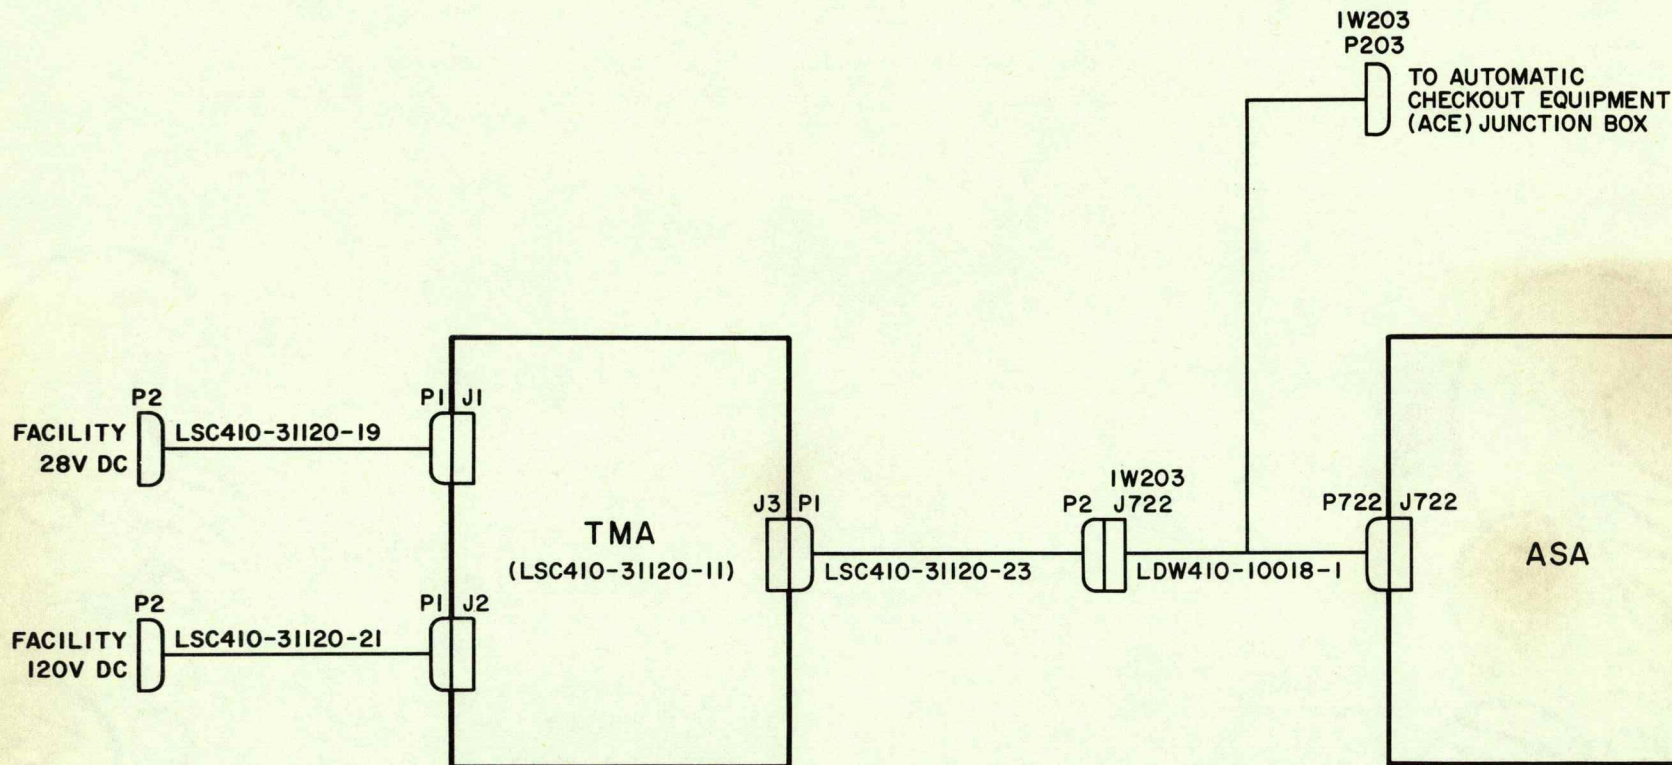 1W203
P203
TO AUTOMATIC
CHECKOUT EQUIPMENT
(ACE) JUNCTION BOX
P2
FACILITY
28V DC
LSC410-31120-19
P1 J1
P2
FACILITY
120V DC
LSC410-31120-21
P1 J2
TMA
(LSC410-31120-11)
J3 P1
LSC410-31120-23
1W203
P2 J722
LDW410-10018-1
P722 J722
ASA